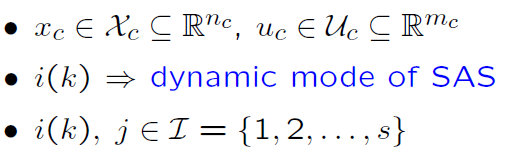 • x_c ∈ 𝒳_c ⊆ ℝ^{n_c}, u_c ∈ 𝒰_c ⊆ ℝ^{m_c}
• i(k) ⇒ dynamic mode of SAS
• i(k), j ∈ ℐ = {1, 2, . . . , s}